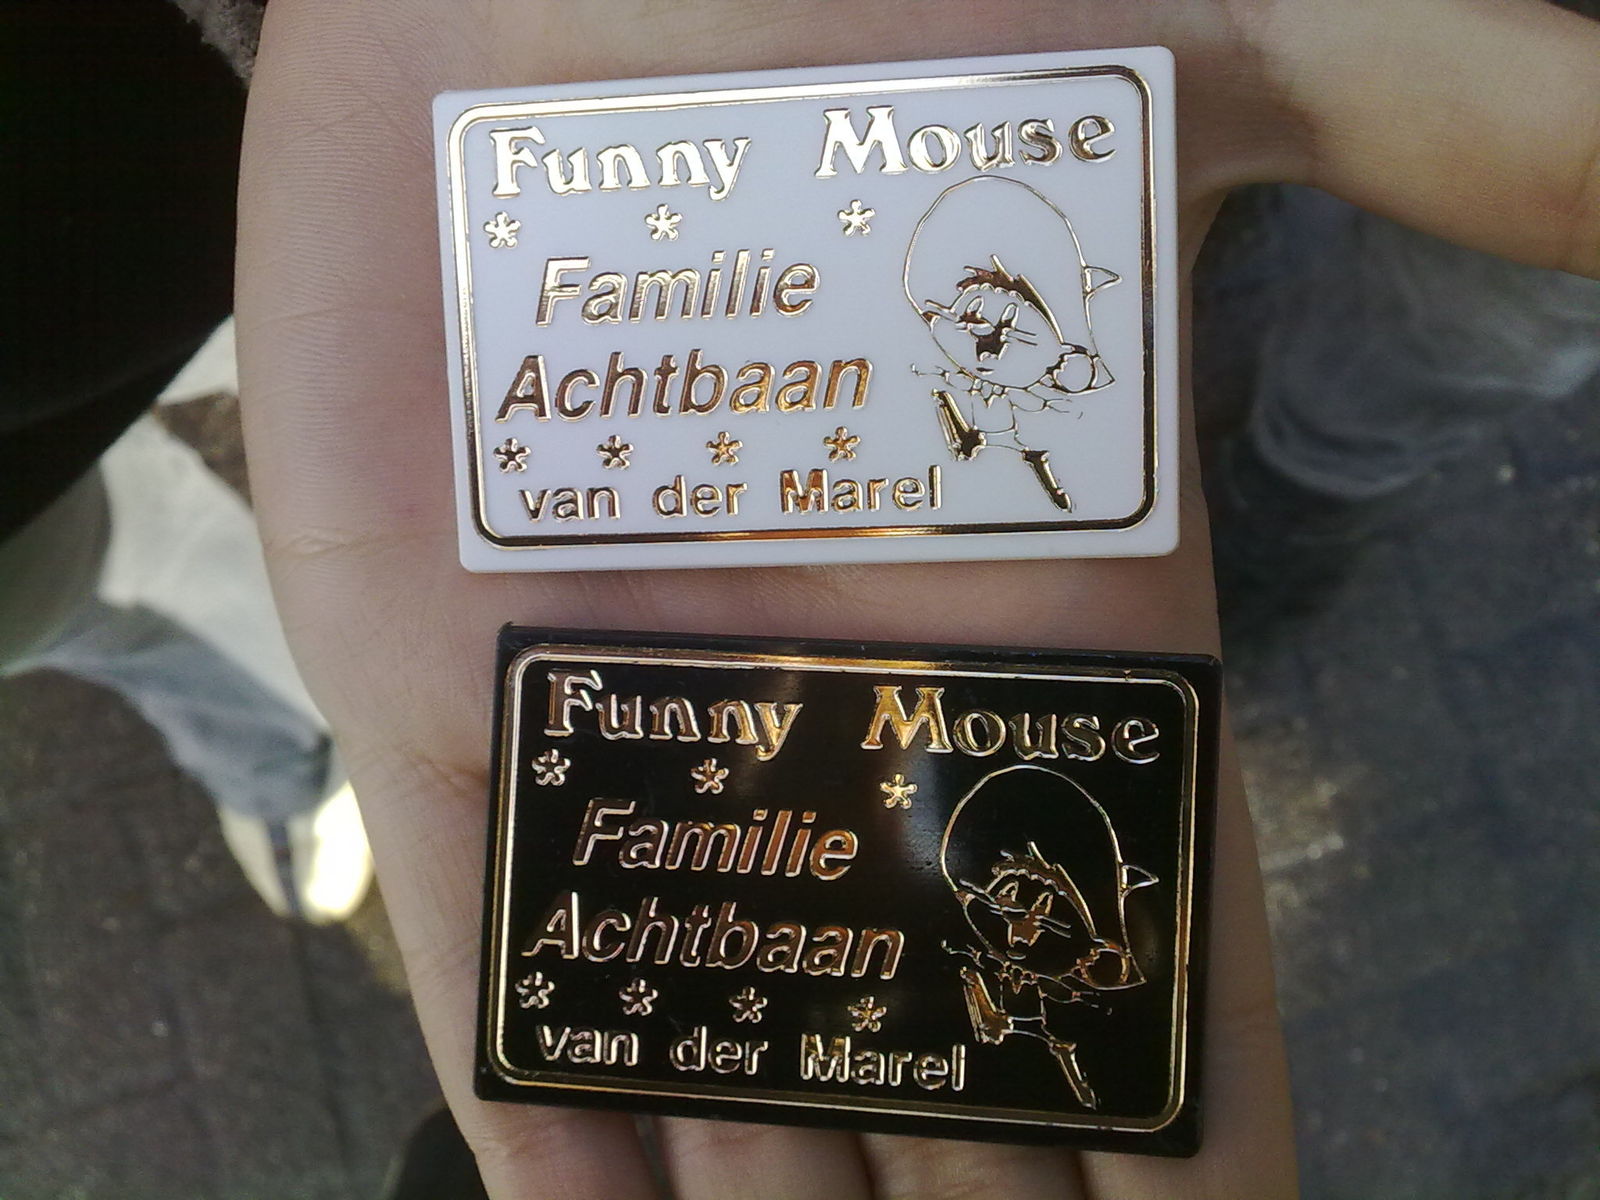 Funny Mouse
* * *
Familie
Achtbaan
* * * *
van der Marel
Funny Mouse
* * *
Familie
Achtbaan
* * * *
van der Marel